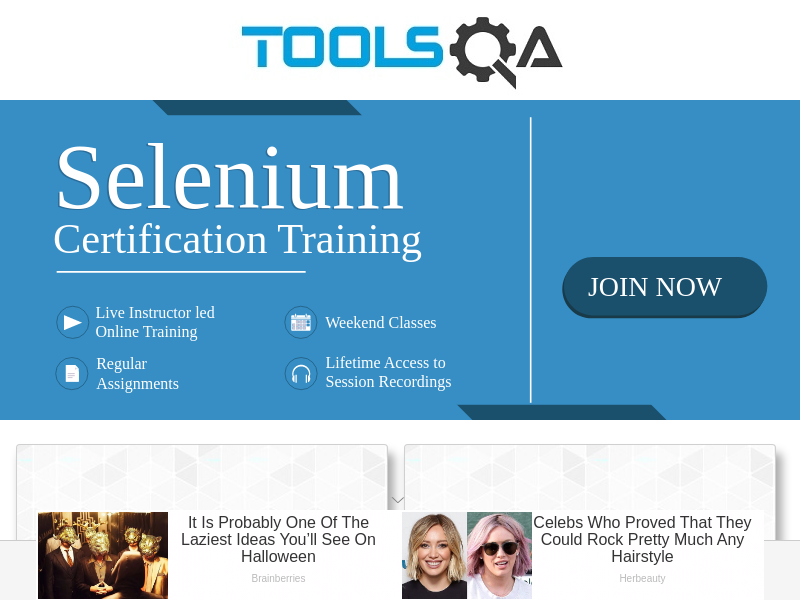 TOOLSQA
Selenium
Certification Training
JOIN NOW
Live Instructor led
Online Training
Weekend Classes
Regular
Assignments
Lifetime Access to
Session Recordings
It Is Probably One Of The
Laziest Ideas You’ll See On
Halloween
Brainberries
Celebs Who Proved That They
Could Rock Pretty Much Any
Hairstyle
Herbeauty